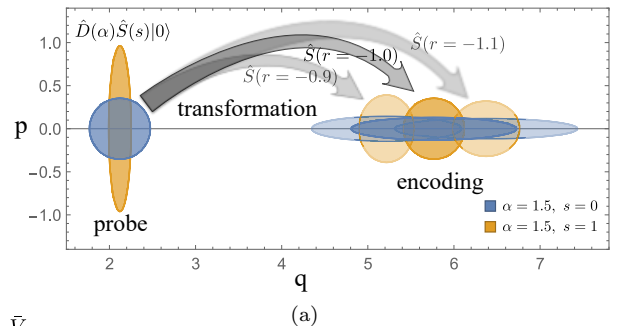 D̂(α)Ŝ(s)|0⟩
Ŝ(r = −1.1)
Ŝ(r = −1.0)
Ŝ(r = −0.9)
transformation
1.0
0.5
p 0.0
−0.5
−1.0
encoding
probe
α = 1.5, s = 0
α = 1.5, s = 1
2 3 4 5 6 7
q
(a)